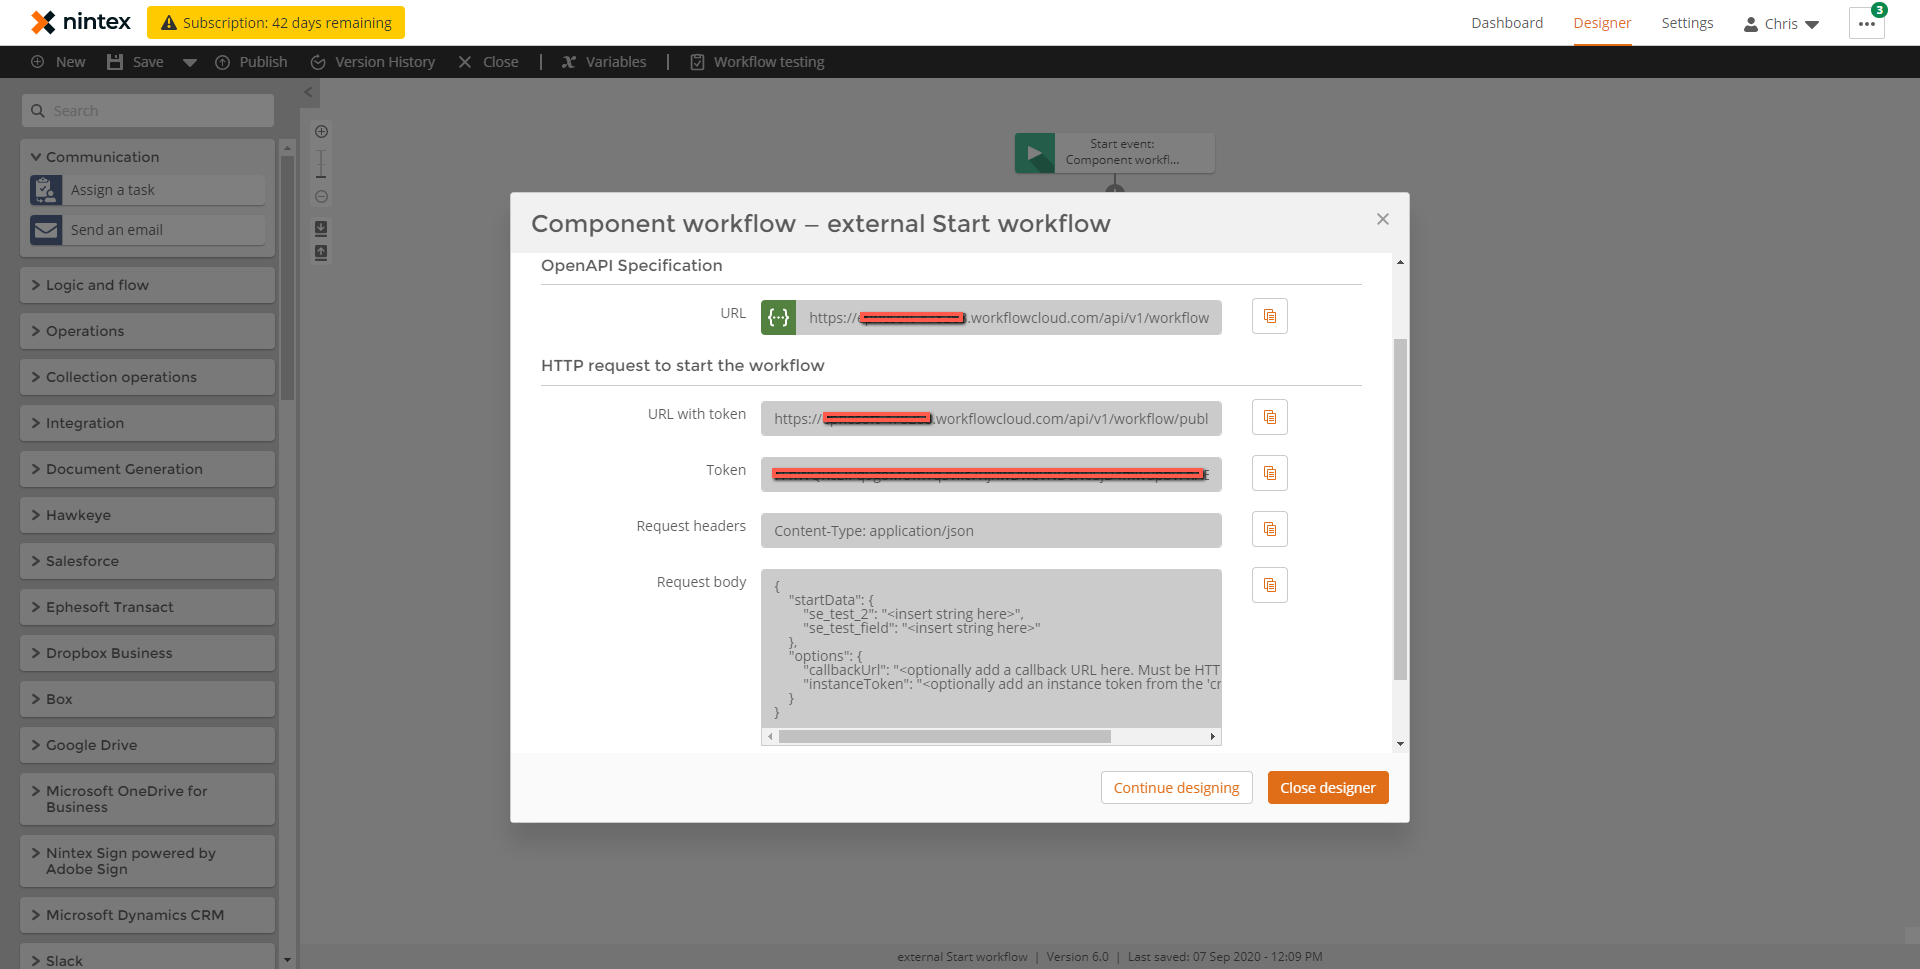 nintex
Subscription: 42 days remaining
Dashboard
Designer
Settings
Chris
3
New
Save
Publish
Version History
Close
Variables
Workflow testing
Search
Communication
Assign a task
Send an email
Logic and flow
Operations
Collection operations
Integration
Document Generation
Hawkeye
Salesforce
Ephesoft Transact
Dropbox Business
Box
Google Drive
Microsoft OneDrive for
Business
Nintex Sign powered by
Adobe Sign
Microsoft Dynamics CRM
Slack
Start event:
Component workfl...
Component workflow – external Start workflow
OpenAPI Specification
URL
https://
.workflowcloud.com/api/v1/workflow
HTTP request to start the workflow
URL with token
https://
.workflowcloud.com/api/v1/workflow/publ
Token
Request headers
Content-Type: application/json
Request body
{
"startData": {
"se_test_2": "<insert string here>",
"se_test_field": "<insert string here>"
},
"options": {
"callbackUrl": "<optionally add a callback URL here. Must be HTT
"instanceToken": "<optionally add an instance token from the 'cr
}
}
Continue designing
Close designer
external Start workflow | Version 6.0 | Last saved: 07 Sep 2020 - 12:09 PM